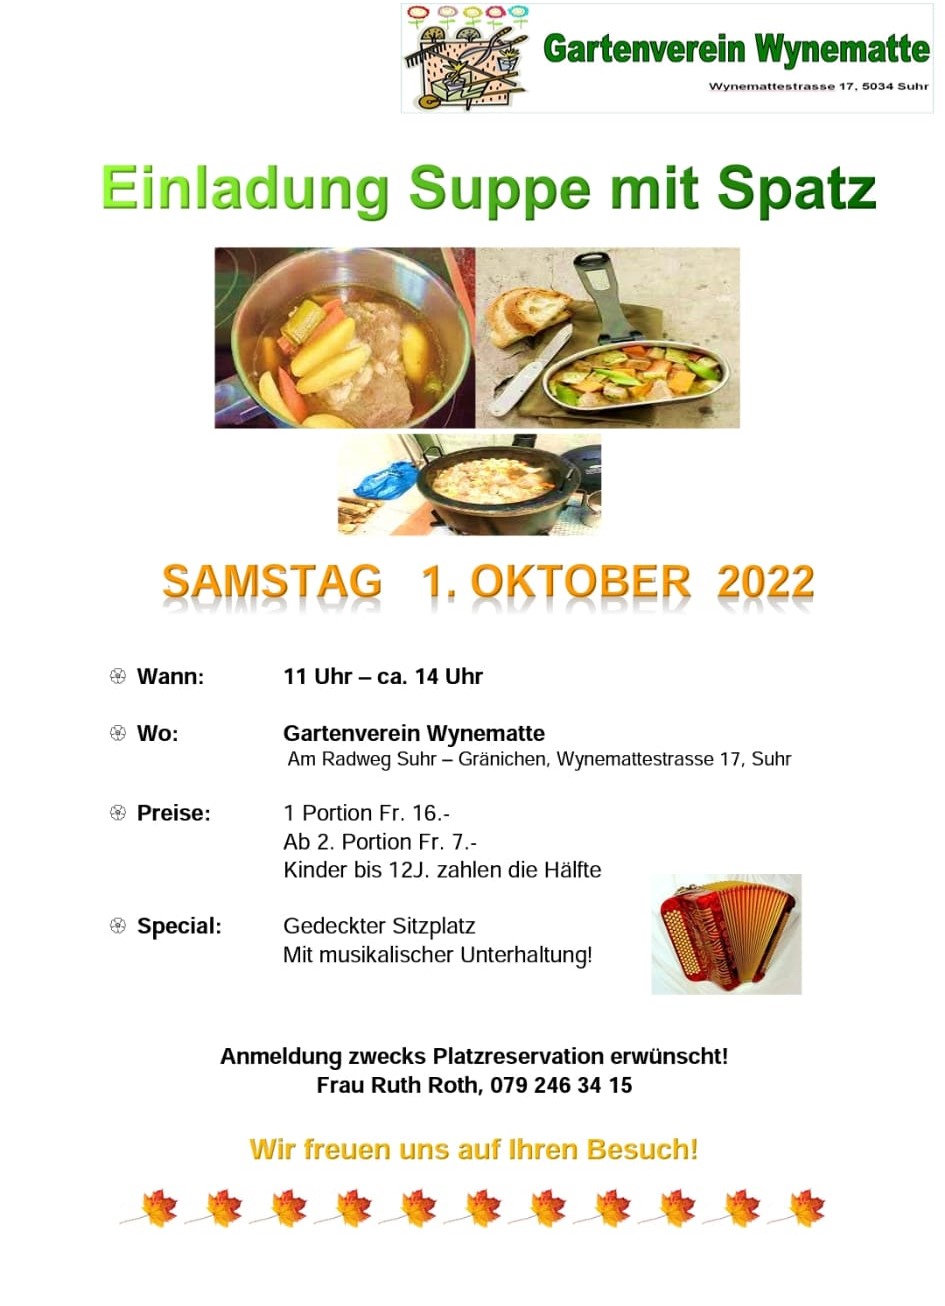 Gartenverein Wynematte
Wynemattestrasse 17, 5034 Suhr
Einladung Suppe mit Spatz
SAMSTAG 1. OKTOBER 2022
Wann: 11 Uhr – ca. 14 Uhr
Wo: Gartenverein Wynematte
Am Radweg Suhr – Gränichen, Wynemattestrasse 17, Suhr
Preise: 1 Portion Fr. 16.-
Ab 2. Portion Fr. 7.-
Kinder bis 12J. zahlen die Hälfte
Special: Gedeckter Sitzplatz
Mit musikalischer Unterhaltung!
Anmeldung zwecks Platzreservation erwünscht!
Frau Ruth Roth, 079 246 34 15
Wir freuen uns auf Ihren Besuch!